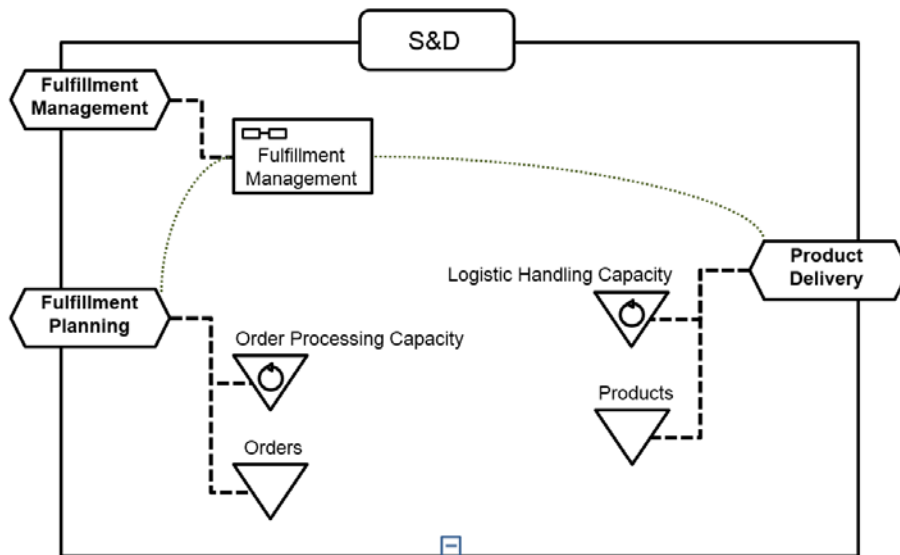 S&D
Fulfillment
Management
Fulfillment
Management
Product
Delivery
Logistic Handling Capacity
Fulfillment
Planning
Order Processing Capacity
Products
Orders